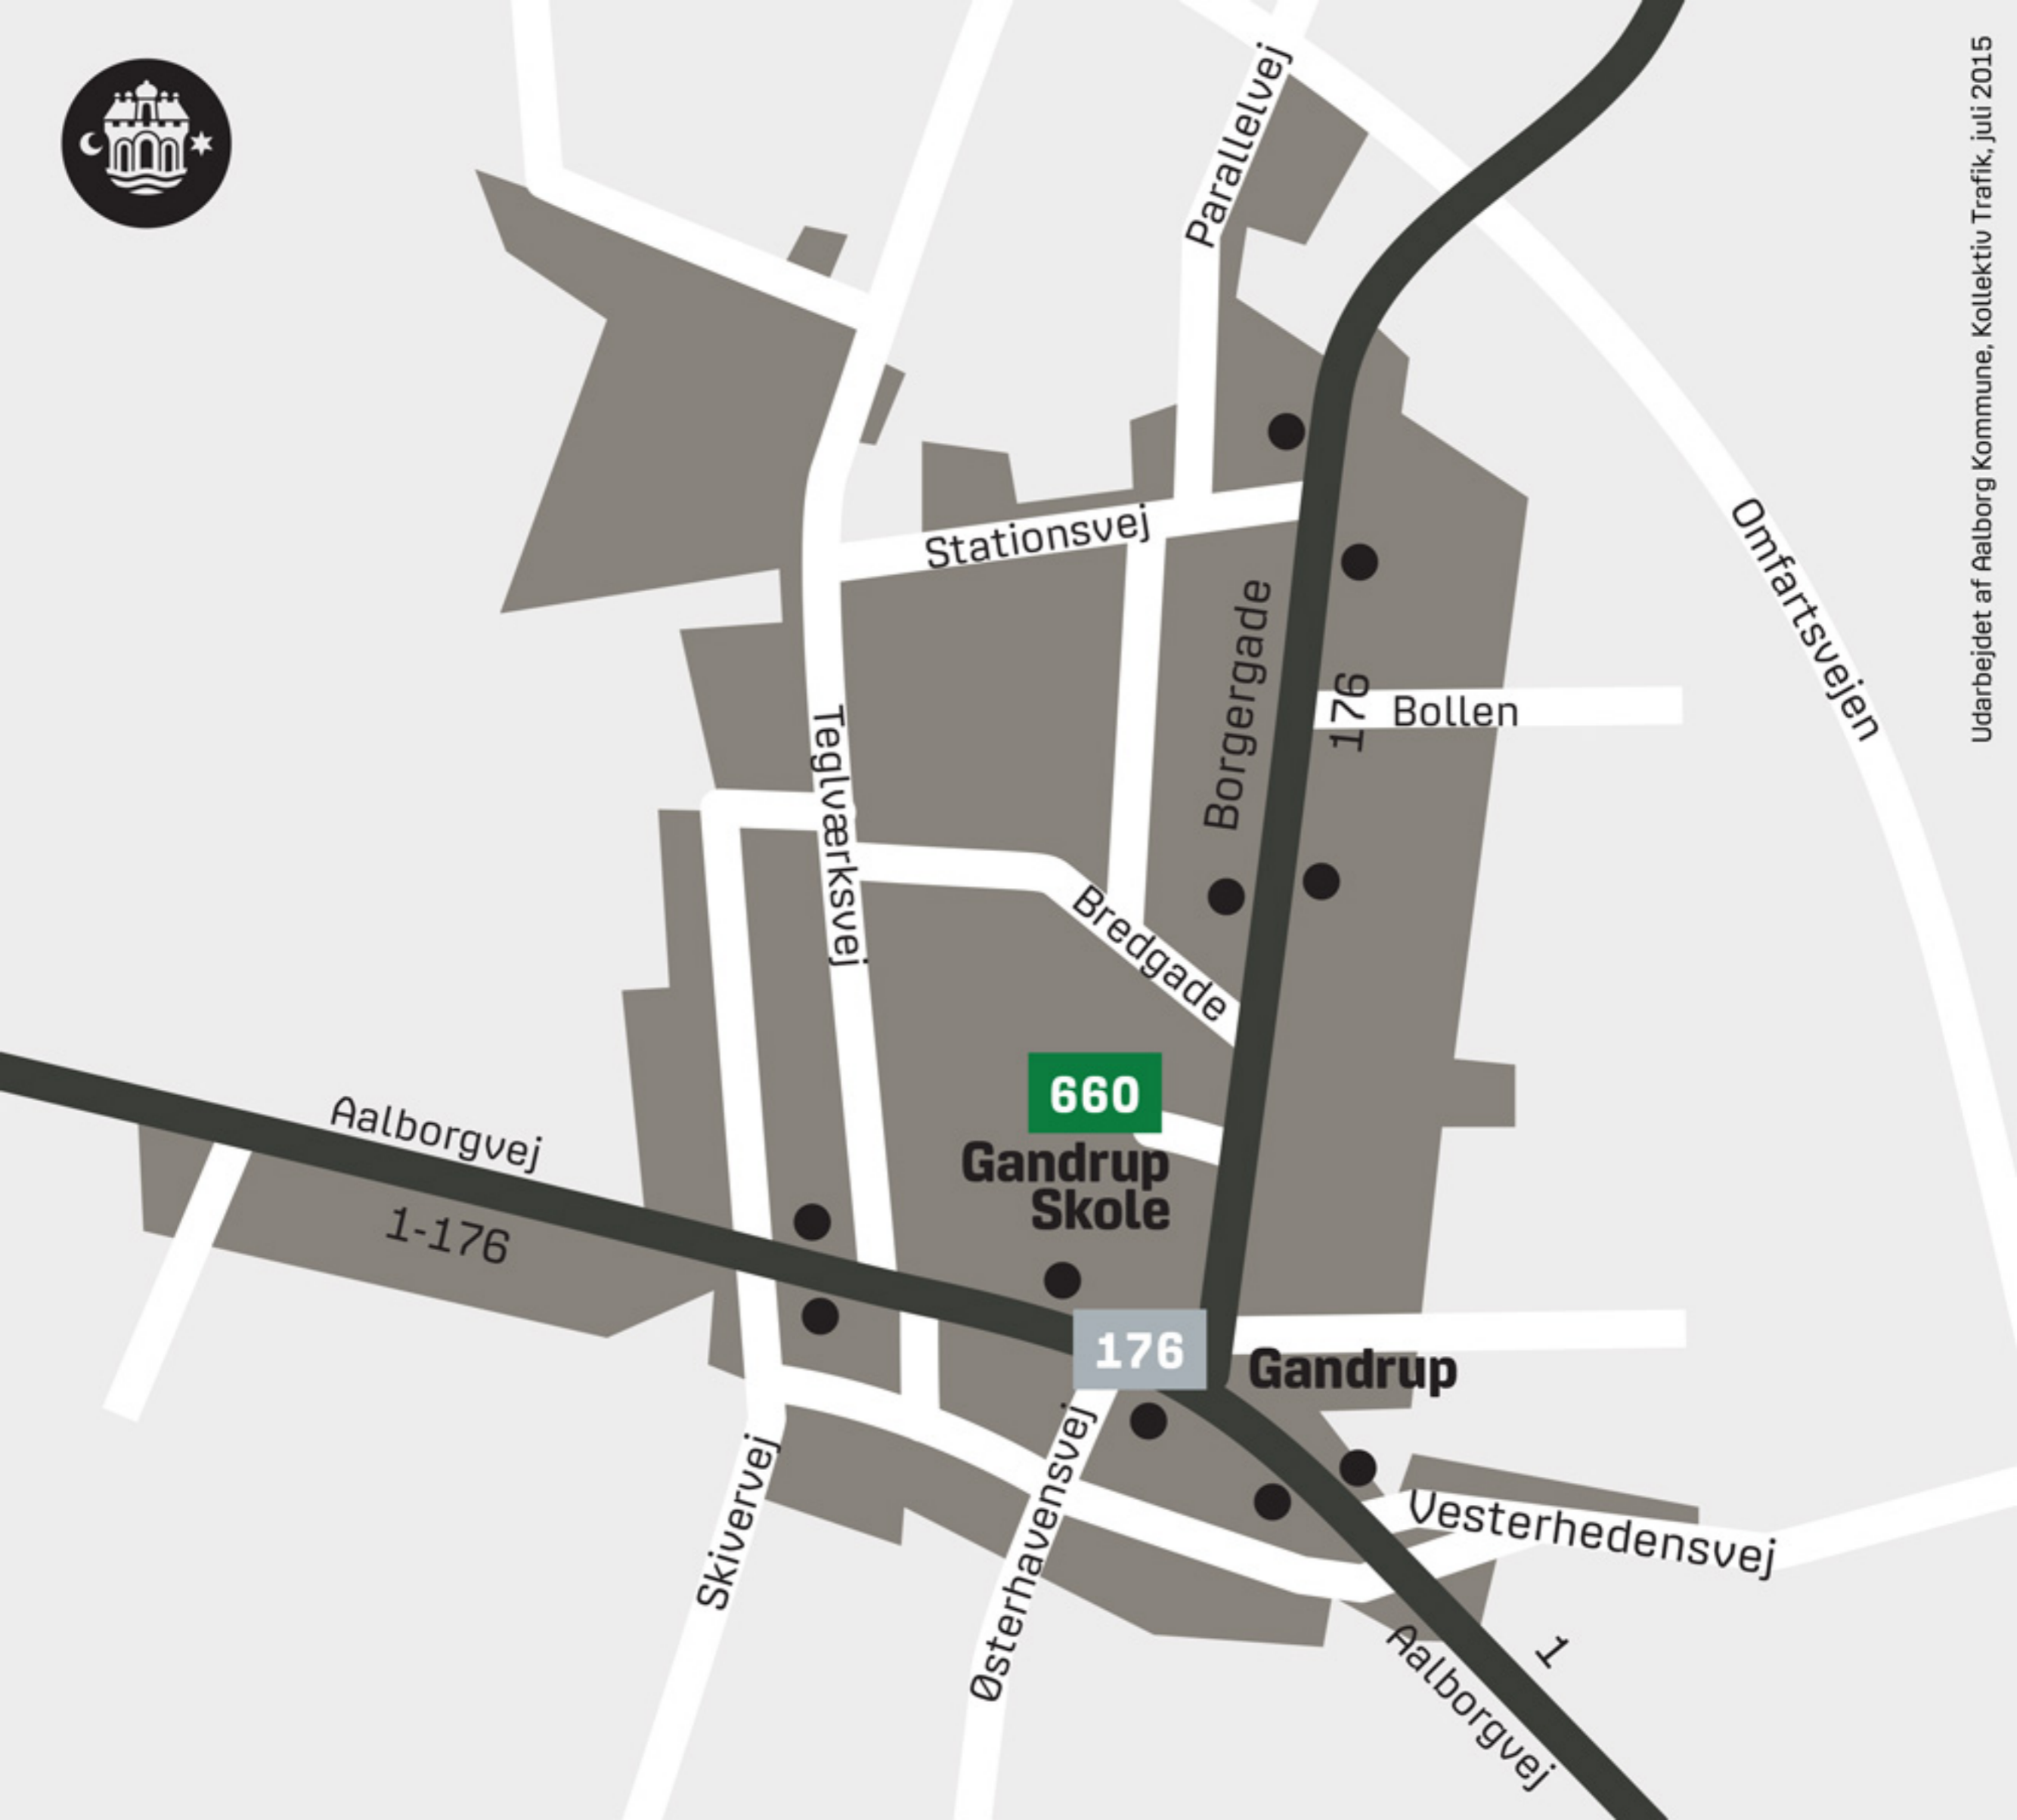 Parallelvej
Udarbejdet af Aalborg Kommune, Kollektiv Trafik, juli 2015
Stationsvej
Omfartsvejen
Borgergade
176
Bollen
Teglværksvej
Bredgade
660
Gandrup
Skole
Aalborgvej
1-176
176
Gandrup
Skivervej
Østerhavensvej
Vesterhedensvej
1
Aalborgvej